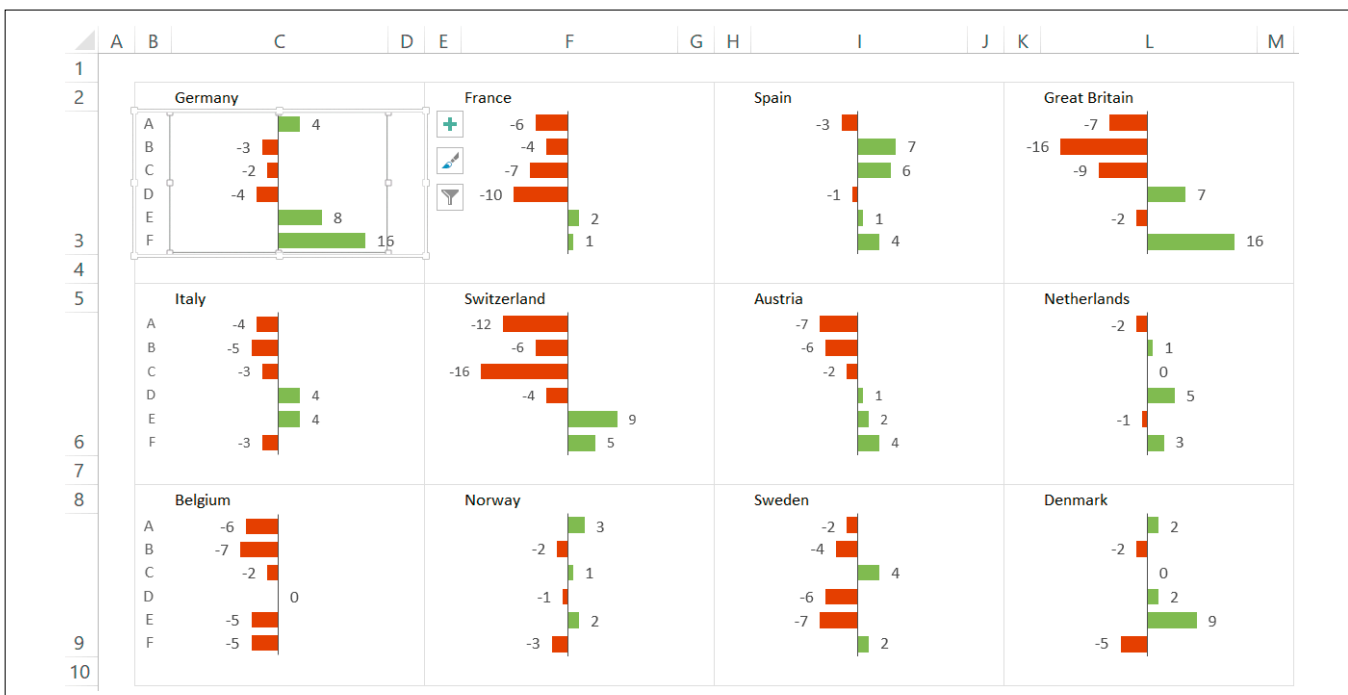 A B C D E F G H I J K L M
1
2 Germany France Spain Great Britain
A 4 -6 -3 -7
B -3 -4 7 -16
C -2 -7 6 -9
D -4 -10 -1 7
E 8 2 1 -2
3 F 16 1 4 16
4
5 Italy Switzerland Austria Netherlands
A -4 -12 -7 -2
B -5 -6 -6 1
C -3 -16 -2 0
D 4 -4 1 5
E 4 9 2 -1
6 F -3 5 4 3
7
8 Belgium Norway Sweden Denmark
A -6 3 -2 2
B -7 -2 -4 -2
C -2 1 4 0
D 0 -1 -6 2
E -5 2 -7 9
9 F -5 -3 2 -5
10